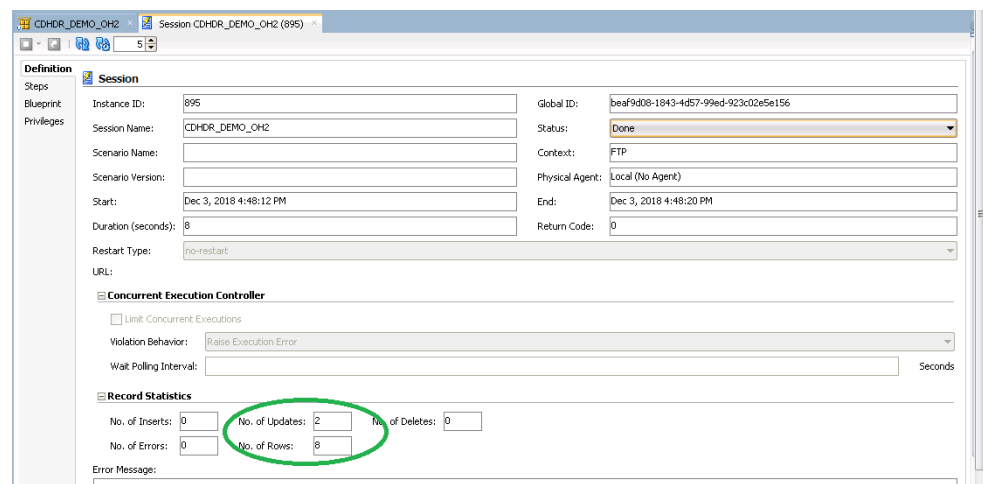 CDHDR_DEMO_OH2 Session CDHDR_DEMO_OH2 (895)
5
Definition
Steps
Blueprint
Privileges
Session
Instance ID: 895 Global ID: beaf9d08-1843-4d57-99ed-923c02e5e156
Session Name: CDHDR_DEMO_OH2 Status: Done
Scenario Name: Context: FTP
Scenario Version: Physical Agent: Local (No Agent)
Start: Dec 3, 2018 4:48:12 PM End: Dec 3, 2018 4:48:20 PM
Duration (seconds): 8 Return Code: 0
Restart Type: no-restart
URL:
Concurrent Execution Controller
Limit Concurrent Executions
Violation Behavior: Raise Execution Error
Wait Polling Interval: Seconds
Record Statistics
No. of Inserts: 0 No. of Updates: 2 No. of Deletes: 0
No. of Errors: 0 No. of Rows: 8
Error Message: